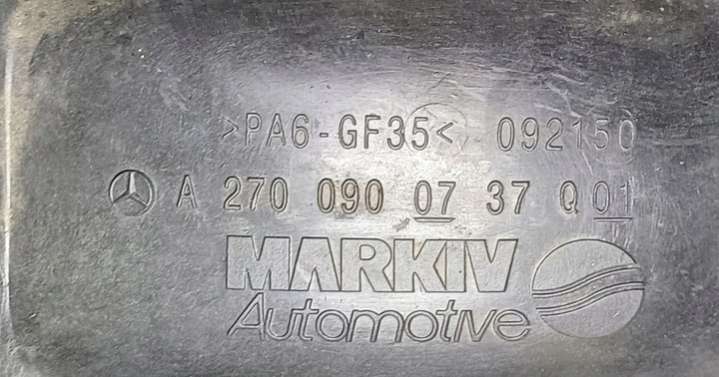 >PA6-GF35< 092150
A 270 090 07 37 Q01
MARKIV
Automotive